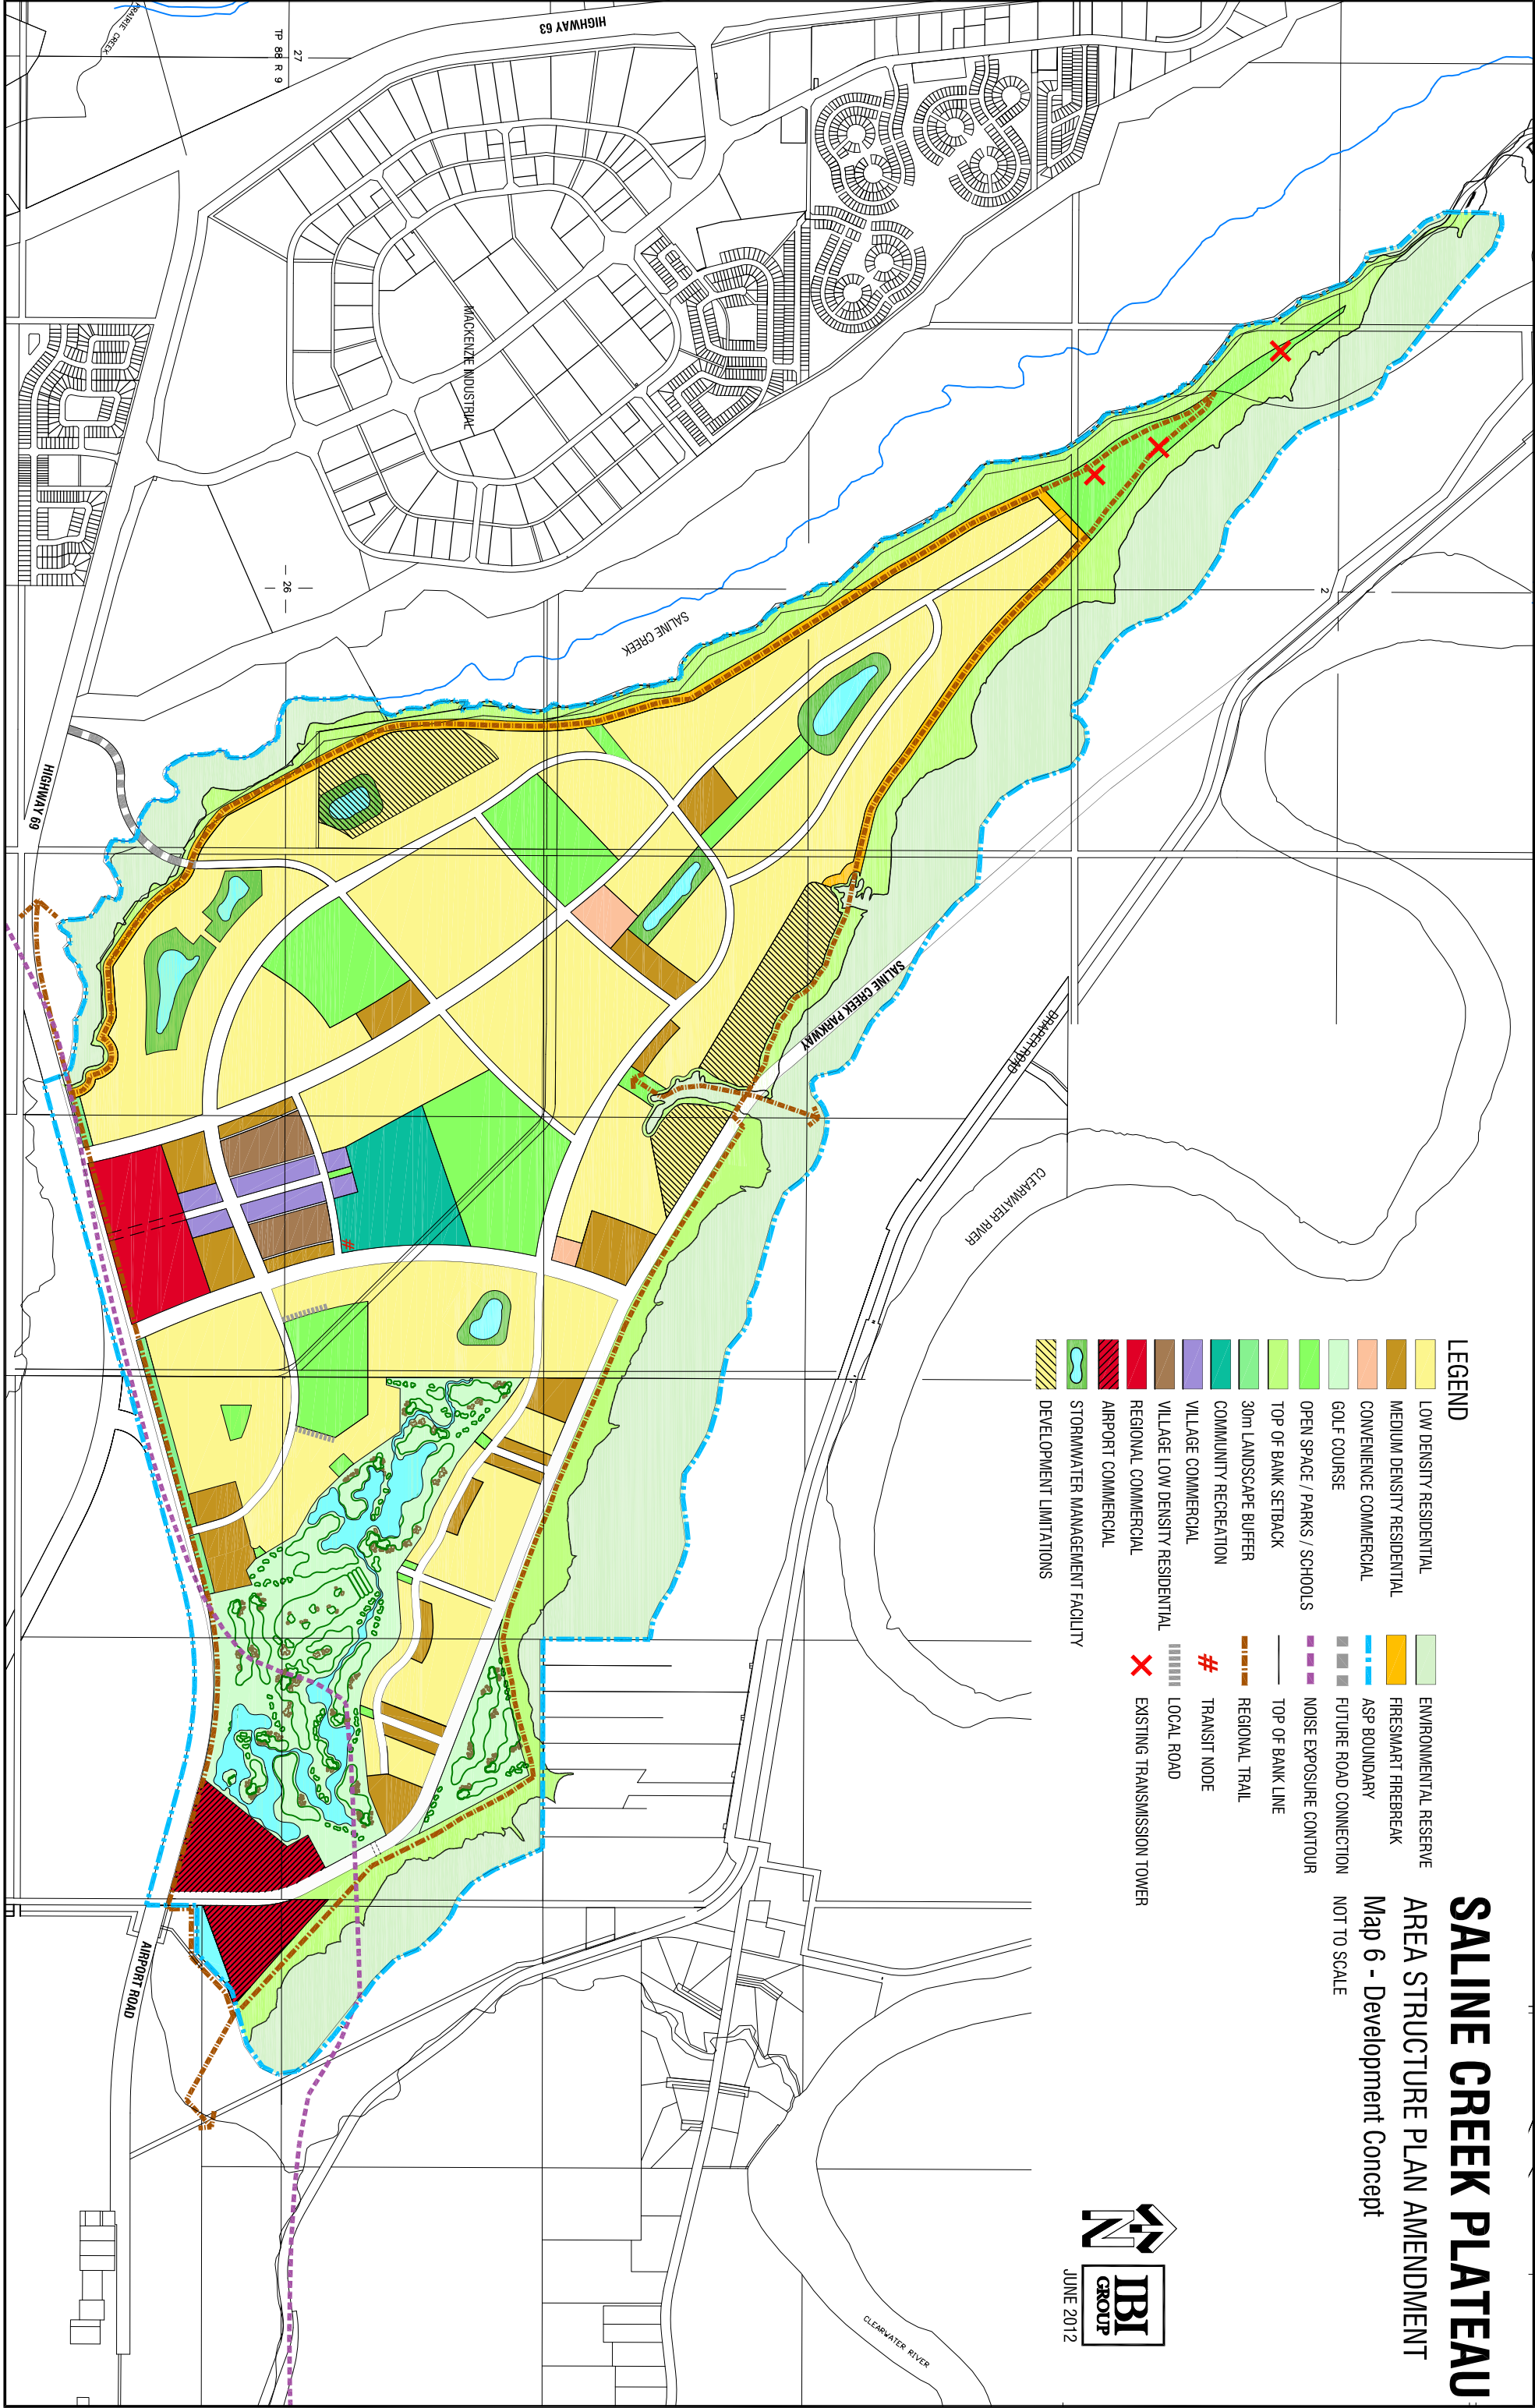 SALINE CREEK PLATEAU
AREA STRUCTURE PLAN AMENDMENT
Map 6 - Development Concept
NOT TO SCALE
LEGEND
LOW DENSITY RESIDENTIAL
MEDIUM DENSITY RESIDENTIAL
CONVENIENCE COMMERCIAL
GOLF COURSE
OPEN SPACE / PARKS / SCHOOLS
TOP OF BANK SETBACK
30m LANDSCAPE BUFFER
COMMUNITY RECREATION
VILLAGE COMMERCIAL
VILLAGE LOW DENSITY RESIDENTIAL
REGIONAL COMMERCIAL
AIRPORT COMMERCIAL
STORMWATER MANAGEMENT FACILITY
DEVELOPMENT LIMITATIONS
ENVIRONMENTAL RESERVE
FIRESMART FIREBREAK
ASP BOUNDARY
FUTURE ROAD CONNECTION
NOISE EXPOSURE CONTOUR
TOP OF BANK LINE
REGIONAL TRAIL
# TRANSIT NODE
LOCAL ROAD
EXISTING TRANSMISSION TOWER
N
IBI
GROUP
JUNE 2012
PRAIRIE CREEK
27
TP 88 R 9
HIGHWAY 63
MACKENZIE INDUSTRIAL
26
2
SALINE CREEK
HIGHWAY 69
SALINE CREEK PARKWAY
DRAPER ROAD
CLEARWATER RIVER
#
AIRPORT ROAD
CLEARWATER RIVER